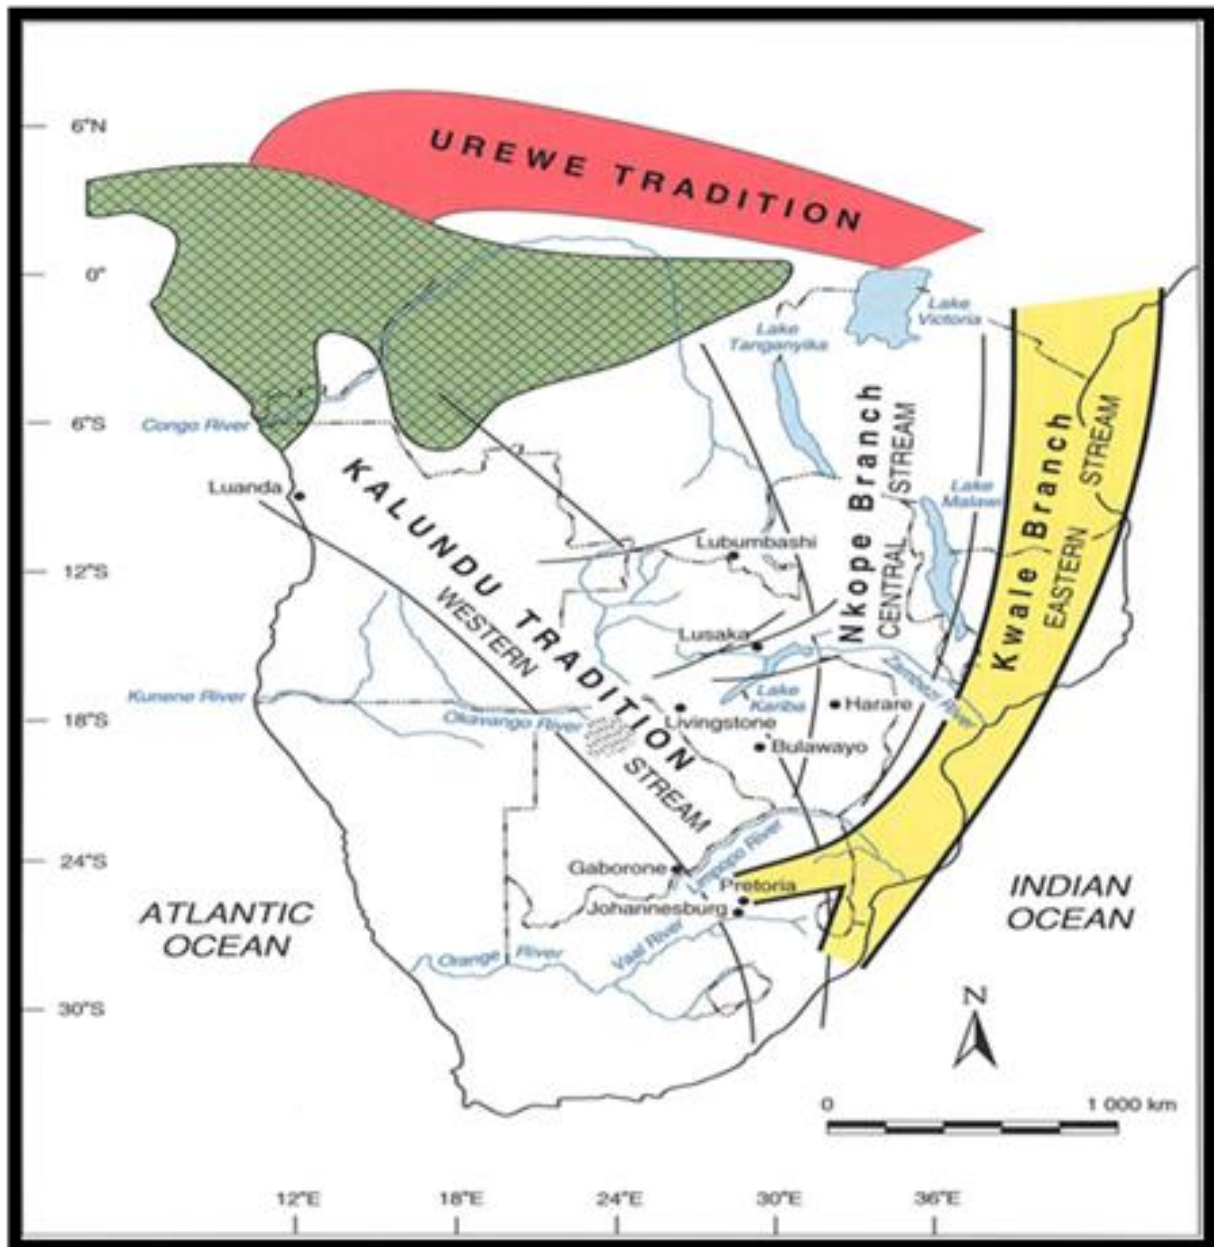 UREWE TRADITION
6°N
0°
6°S
12°S
18°S
24°S
30°S
Lake
Victoria
Lake
Tanganyika
Congo River
Luanda
KALUNDU TRADITION
WESTERN
STREAM
Nkope Branch
CENTRAL STREAM
Lake
Malawi
Kwale Branch
EASTERN STREAM
Lubumbashi
Lusaka
Lake
Kariba
Zambezi River
Kunene River
Okavango River
Livingstone
Harare
Bulawayo
Gaborone
Limpopo River
Pretoria
Johannesburg
Vaal River
Orange River
ATLANTIC
OCEAN
INDIAN
OCEAN
N
0
1 000 km
12°E
18°E
24°E
30°E
36°E